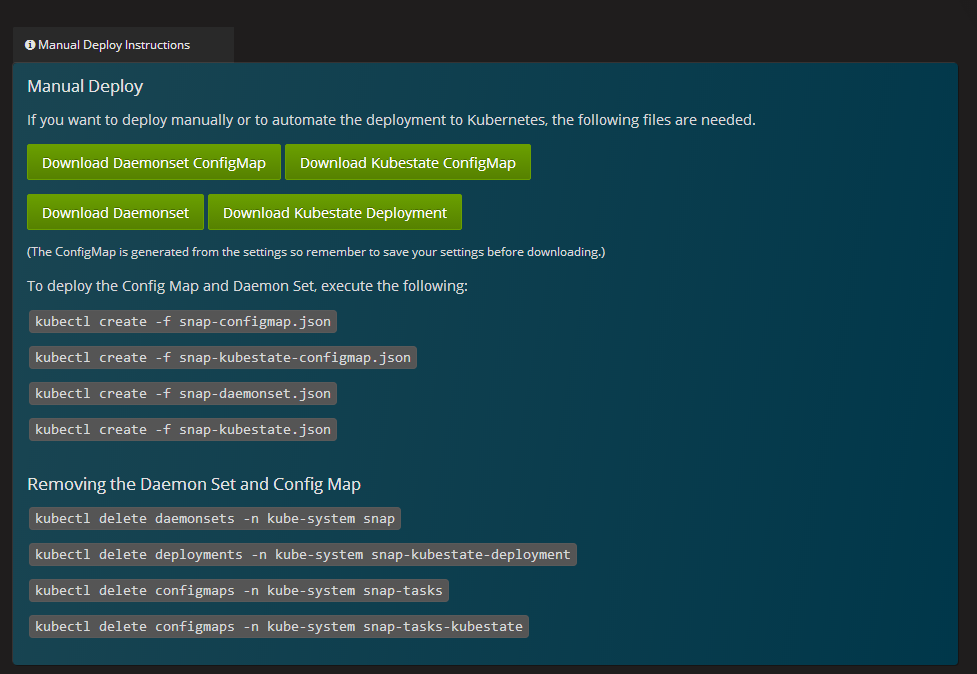 Manual Deploy Instructions
Manual Deploy
If you want to deploy manually or to automate the deployment to Kubernetes, the following files are needed.
Download Daemonset ConfigMap Download Kubestate ConfigMap
Download Daemonset Download Kubestate Deployment
(The ConfigMap is generated from the settings so remember to save your settings before downloading.)
To deploy the Config Map and Daemon Set, execute the following:
kubectl create -f snap-configmap.json
kubectl create -f snap-kubestate-configmap.json
kubectl create -f snap-daemonset.json
kubectl create -f snap-kubestate.json
Removing the Daemon Set and Config Map
kubectl delete daemonsets -n kube-system snap
kubectl delete deployments -n kube-system snap-kubestate-deployment
kubectl delete configmaps -n kube-system snap-tasks
kubectl delete configmaps -n kube-system snap-tasks-kubestate